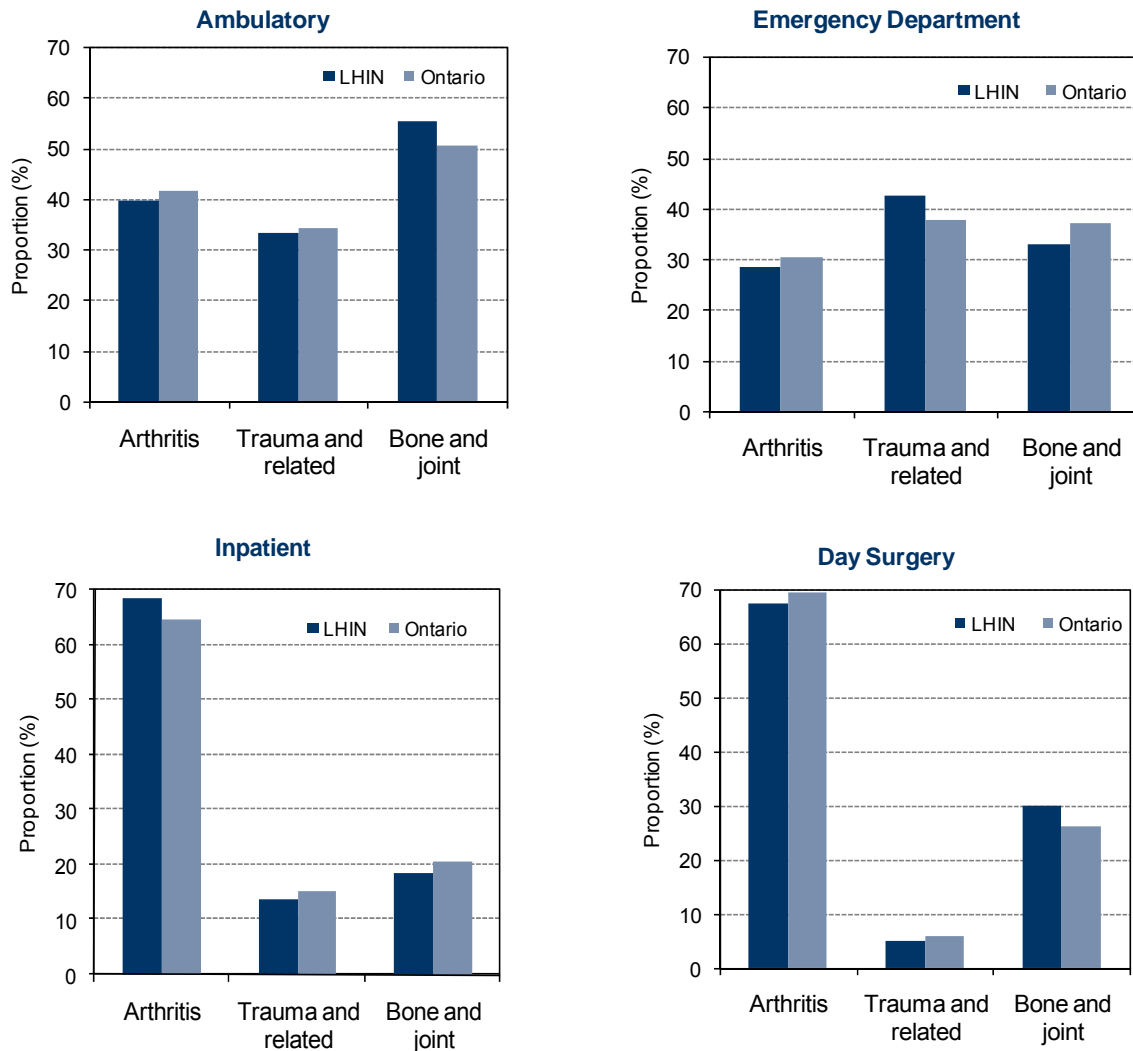 Ambulatory
70
60
50
40
30
20
10
0
Proportion (%)
LHIN Ontario
Arthritis
Trauma and
related
Bone and
joint
Emergency Department
70
60
50
40
30
20
10
0
Proportion (%)
LHIN Ontario
Arthritis
Trauma and
related
Bone and
joint
Inpatient
70
60
50
40
30
20
10
0
Proportion (%)
LHIN Ontario
Arthritis
Trauma and
related
Bone and
joint
Day Surgery
70
60
50
40
30
20
10
0
Proportion (%)
LHIN Ontario
Arthritis
Trauma and
related
Bone and
joint